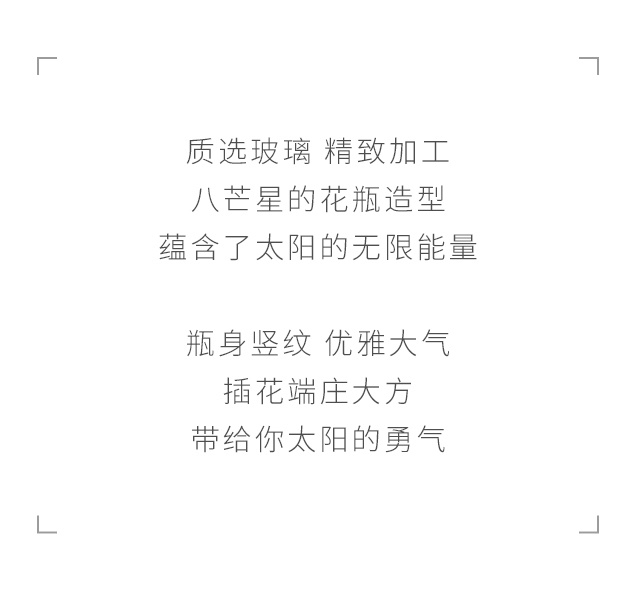 质选玻璃 精致加工
八芒星的花瓶造型
蕴含了太阳的无限能量
瓶身竖纹 优雅大气
插花端庄大方
带给你太阳的勇气